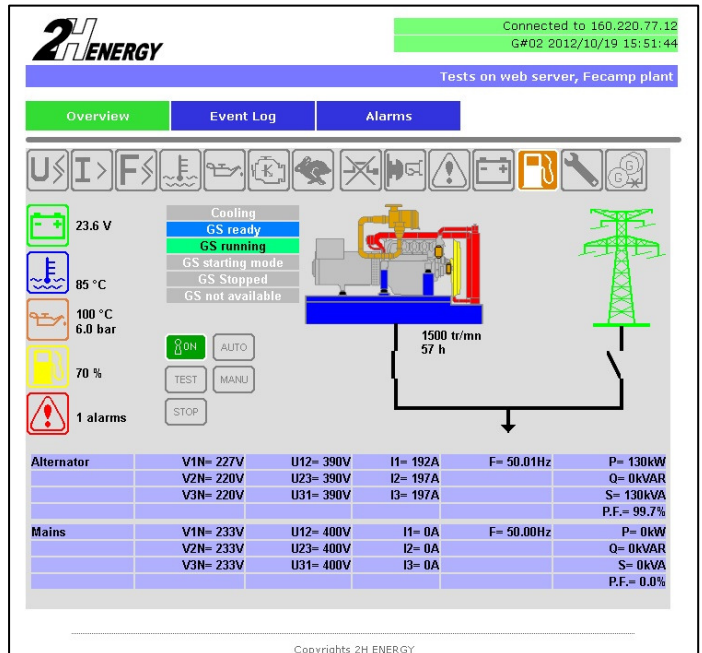 2H ENERGY
Connected to 160.220.77.12
G#02 2012/10/19 15:51:44
Tests on web server, Fecamp plant
Overview Event Log Alarms
U I> F K G G
23.6 V
85 °C
100 °C
6.0 bar
70 %
1 alarms
Cooling
GS ready
GS running
GS starting mode
GS Stopped
GS not available
ON AUTO
TEST MANU
STOP
1500 tr/mn
57 h
Alternator V1N= 227V U12= 390V I1= 192A F= 50.01Hz P= 130kW
V2N= 220V U23= 390V I2= 197A Q= 0kVAR
V3N= 220V U31= 390V I3= 197A S= 130kVA
P.F.= 99.7%
Mains V1N= 233V U12= 400V I1= 0A F= 50.00Hz P= 0kW
V2N= 233V U23= 400V I2= 0A Q= 0kVAR
V3N= 233V U31= 400V I3= 0A S= 0kVA
P.F.= 0.0%
Copyrights 2H ENERGY